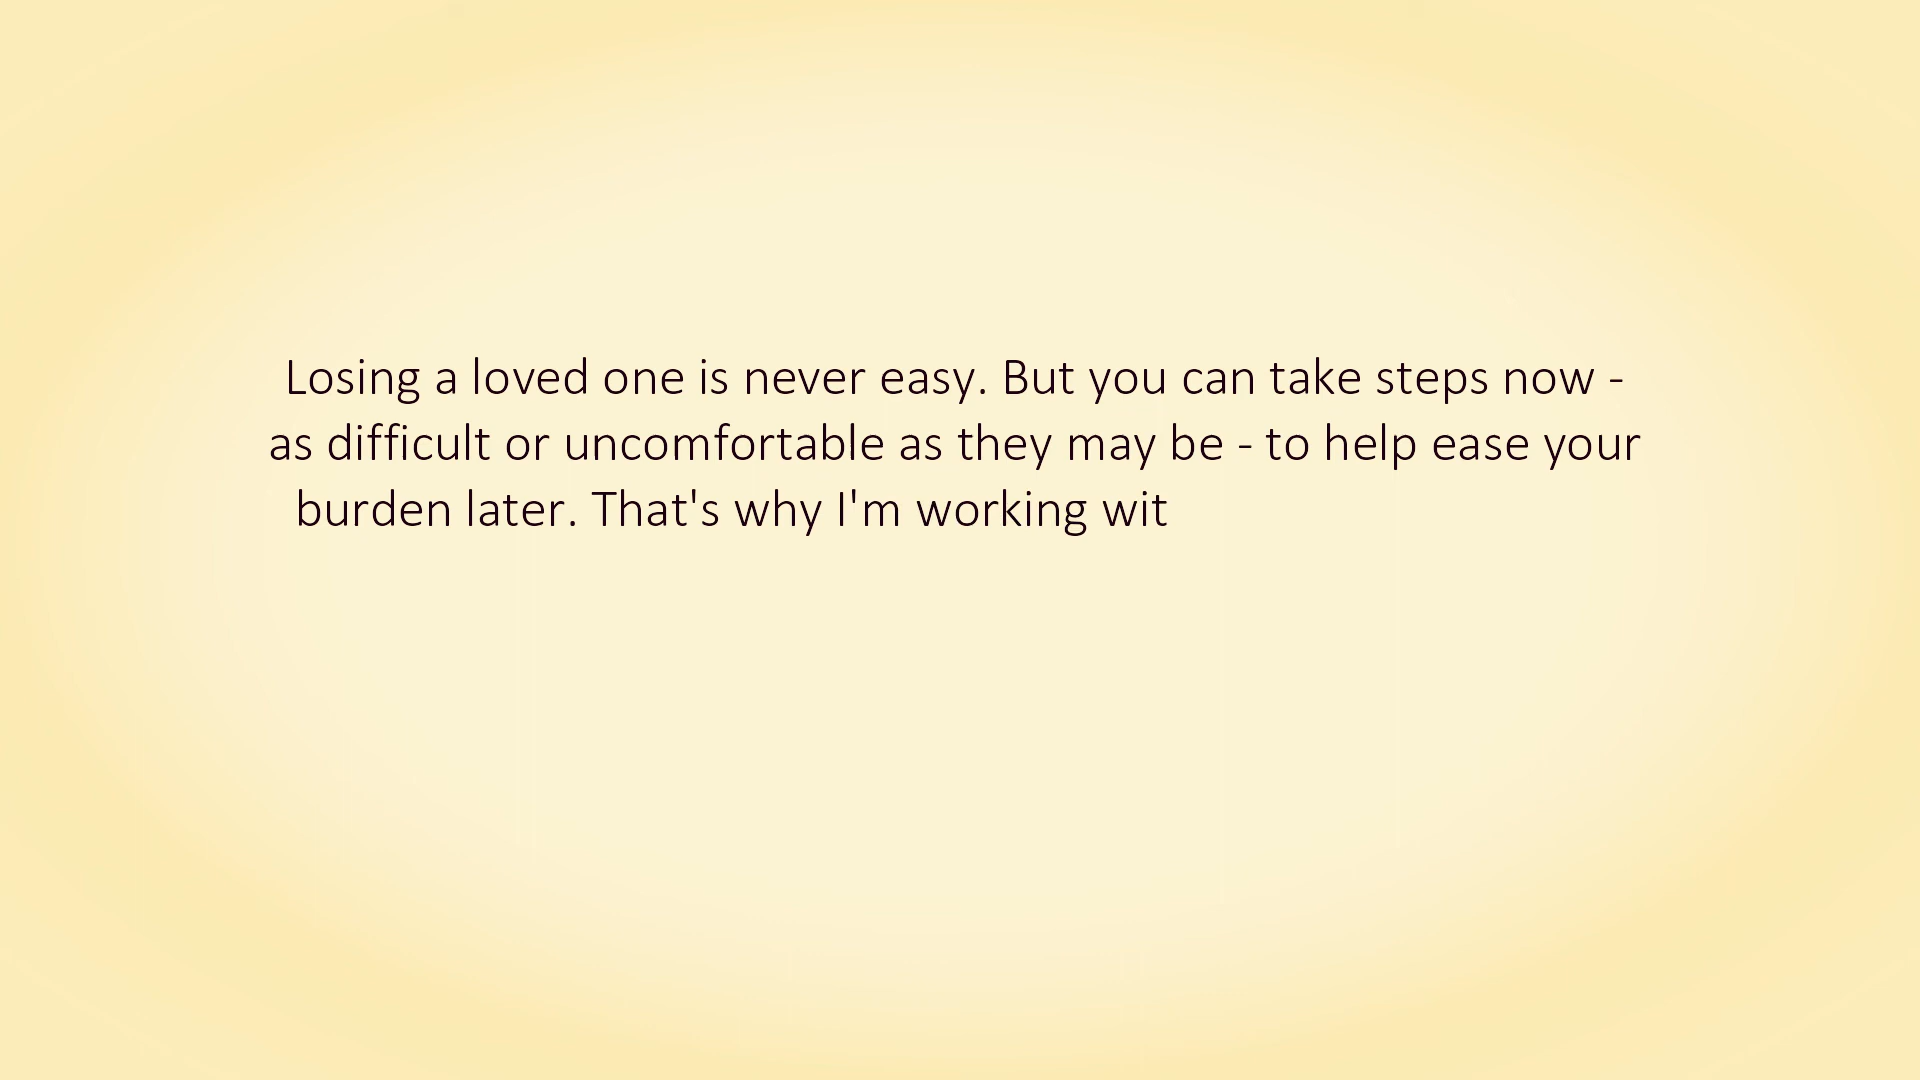 Losing a loved one is never easy. But you can take steps now -
as difficult or uncomfortable as they may be - to help ease your
burden later. That's why I'm working wit